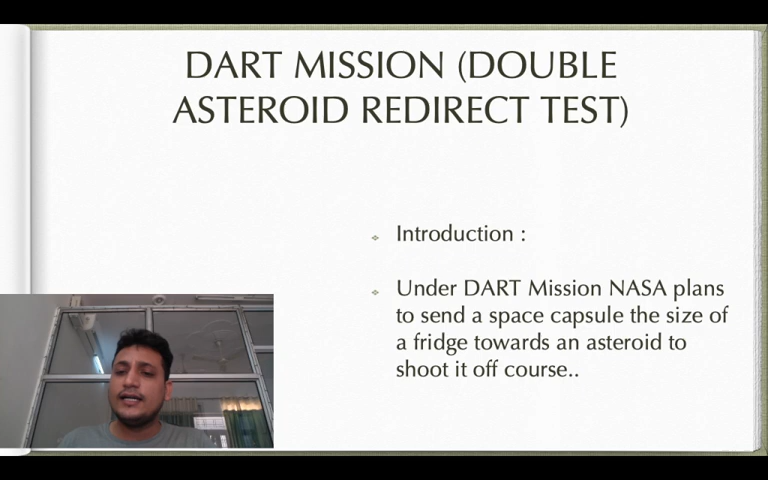 DART MISSION (DOUBLE
ASTEROID REDIRECT TEST)
Introduction :
Under DART Mission NASA plans
to send a space capsule the size of
a fridge towards an asteroid to
shoot it off course..